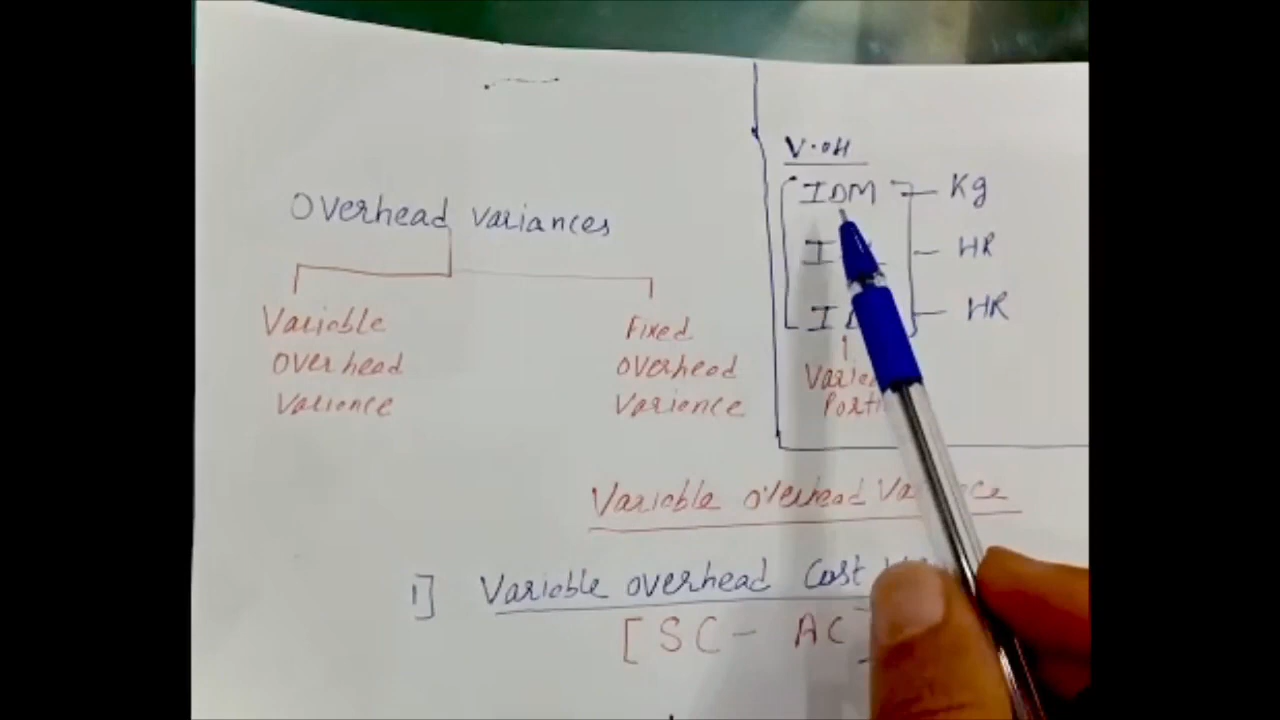 Overhead variances
Variable
overhead
Varience
Fixed
overhead
Varience
V.OH
IDM — Kg
— HR
— HR
Variable overhead
1] Variable overhead Cost
[SC - AC]